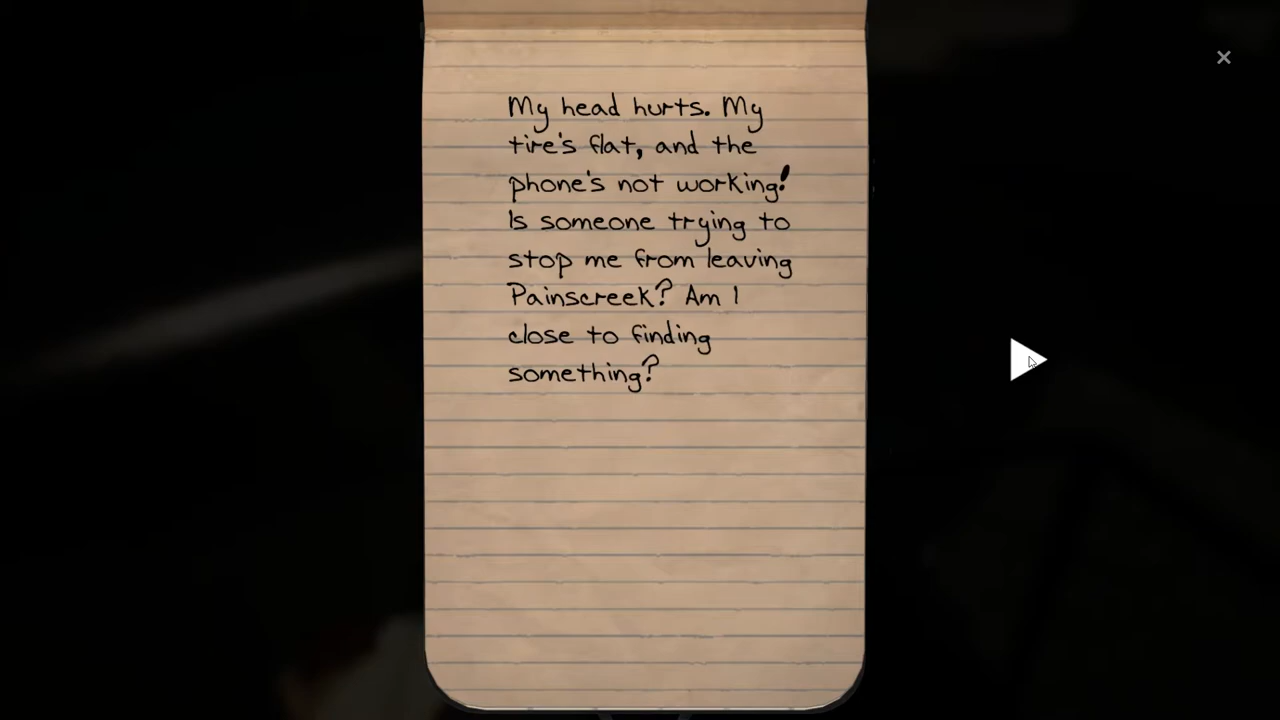 My head hurts. My
tire's flat, and the
phone's not working!
Is someone trying to
stop me from leaving
Painscreek? Am I
close to finding
something?